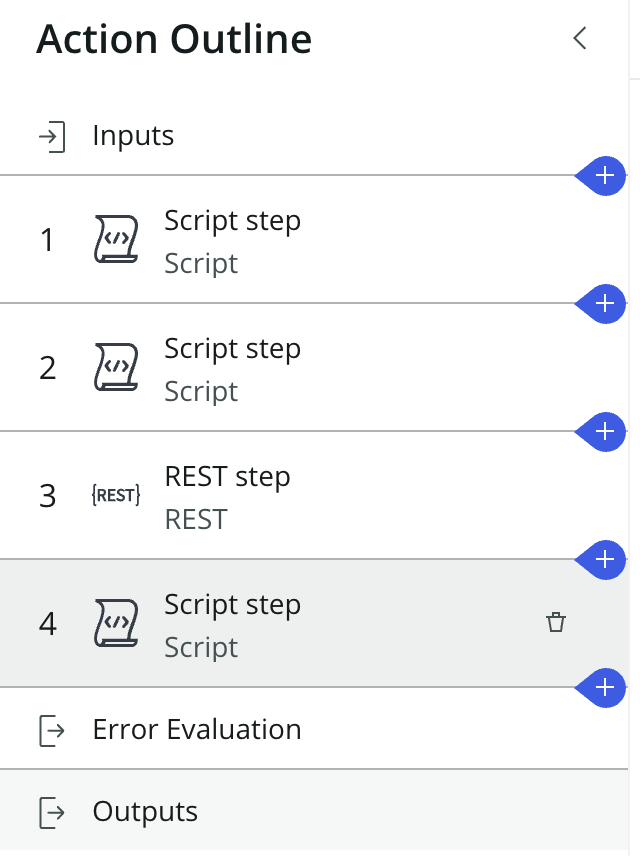 Action Outline
Inputs
1
Script step
Script
2
Script step
Script
3
{REST}
REST step
REST
4
Script step
Script
Error Evaluation
Outputs